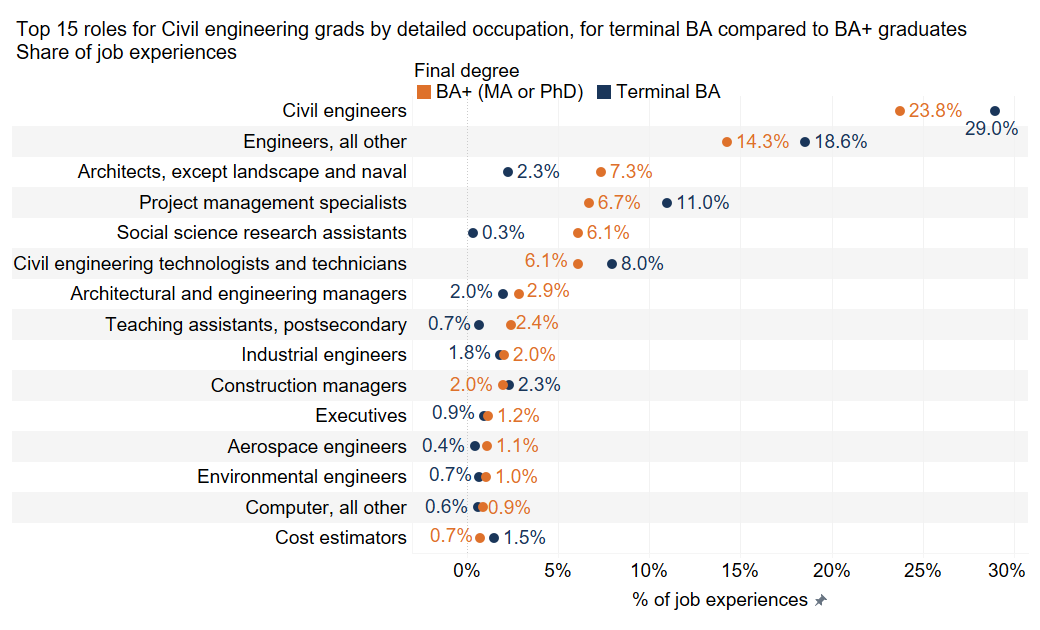 Top 15 roles for Civil engineering grads by detailed occupation, for terminal BA compared to BA+ graduates
Share of job experiences
Final degree
BA+ (MA or PhD) Terminal BA
Civil engineers 23.8% 29.0%
Engineers, all other 14.3% 18.6%
Architects, except landscape and naval 2.3% 7.3%
Project management specialists 6.7% 11.0%
Social science research assistants 0.3% 6.1%
Civil engineering technologists and technicians 6.1% 8.0%
Architectural and engineering managers 2.0% 2.9%
Teaching assistants, postsecondary 0.7% 2.4%
Industrial engineers 1.8% 2.0%
Construction managers 2.0% 2.3%
Executives 0.9% 1.2%
Aerospace engineers 0.4% 1.1%
Environmental engineers 0.7% 1.0%
Computer, all other 0.6% 0.9%
Cost estimators 0.7% 1.5%
0% 5% 10% 15% 20% 25% 30%
% of job experiences